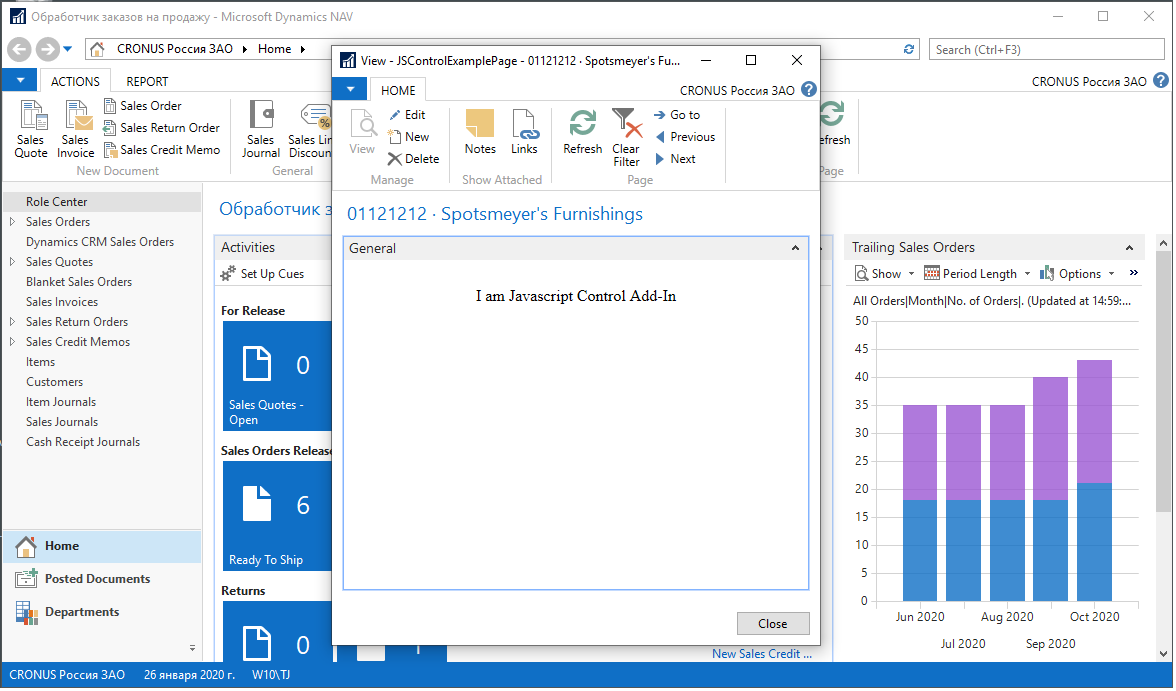 Обработчик заказов на продажу - Microsoft Dynamics NAV
CRONUS Россия ЗАО
Home
Search (Ctrl+F3)
ACTIONS
REPORT
CRONUS Россия ЗАО
Sales Quote
Sales Invoice
Sales Order
Sales Return Order
Sales Credit Memo
New Document
Sales Journal
Sales Lin
Discoun
General
efresh
Page
Role Center
Sales Orders
Dynamics CRM Sales Orders
Sales Quotes
Blanket Sales Orders
Sales Invoices
Sales Return Orders
Sales Credit Memos
Items
Customers
Item Journals
Sales Journals
Cash Receipt Journals
Home
Posted Documents
Departments
Обработчик з
Activities
Set Up Cues
For Release
0
Sales Quotes -
Open
Sales Orders Release
6
Ready To Ship
Returns
0
New Sales Credit ...
View - JSControlExamplePage - 01121212 · Spotsmeyer's Fu...
HOME
CRONUS Россия ЗАО
View
Edit
New
Delete
Manage
Notes
Links
Show Attached
Refresh
Clear
Filter
Go to
Previous
Next
Page
01121212 · Spotsmeyer's Furnishings
General
I am Javascript Control Add-In
Close
Trailing Sales Orders
Show
Period Length
Options
All Orders|Month|No. of Orders|. (Updated at 14:59:...
50
45
40
35
30
25
20
15
10
5
0
Jun 2020
Aug 2020
Oct 2020
Jul 2020
Sep 2020
CRONUS Россия ЗАО
26 января 2020 г.
W10\TJ